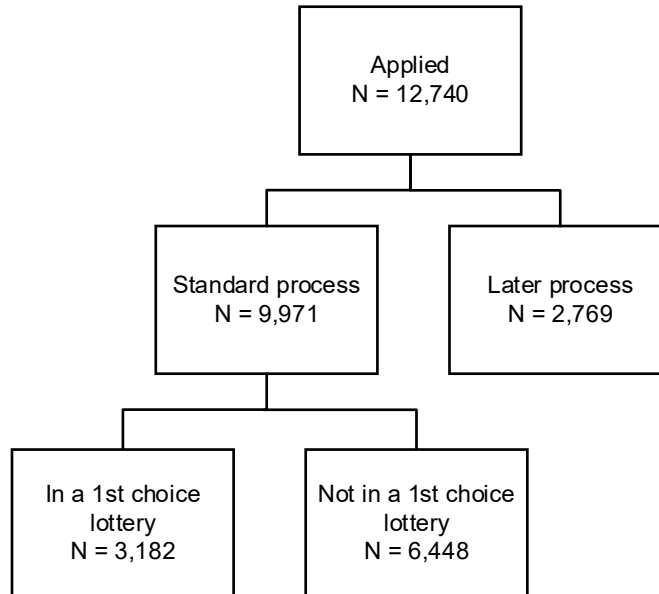 Applied
N = 12,740
Standard process
N = 9,971
Later process
N = 2,769
In a 1st choice
lottery
N = 3,182
Not in a 1st choice
lottery
N = 6,448